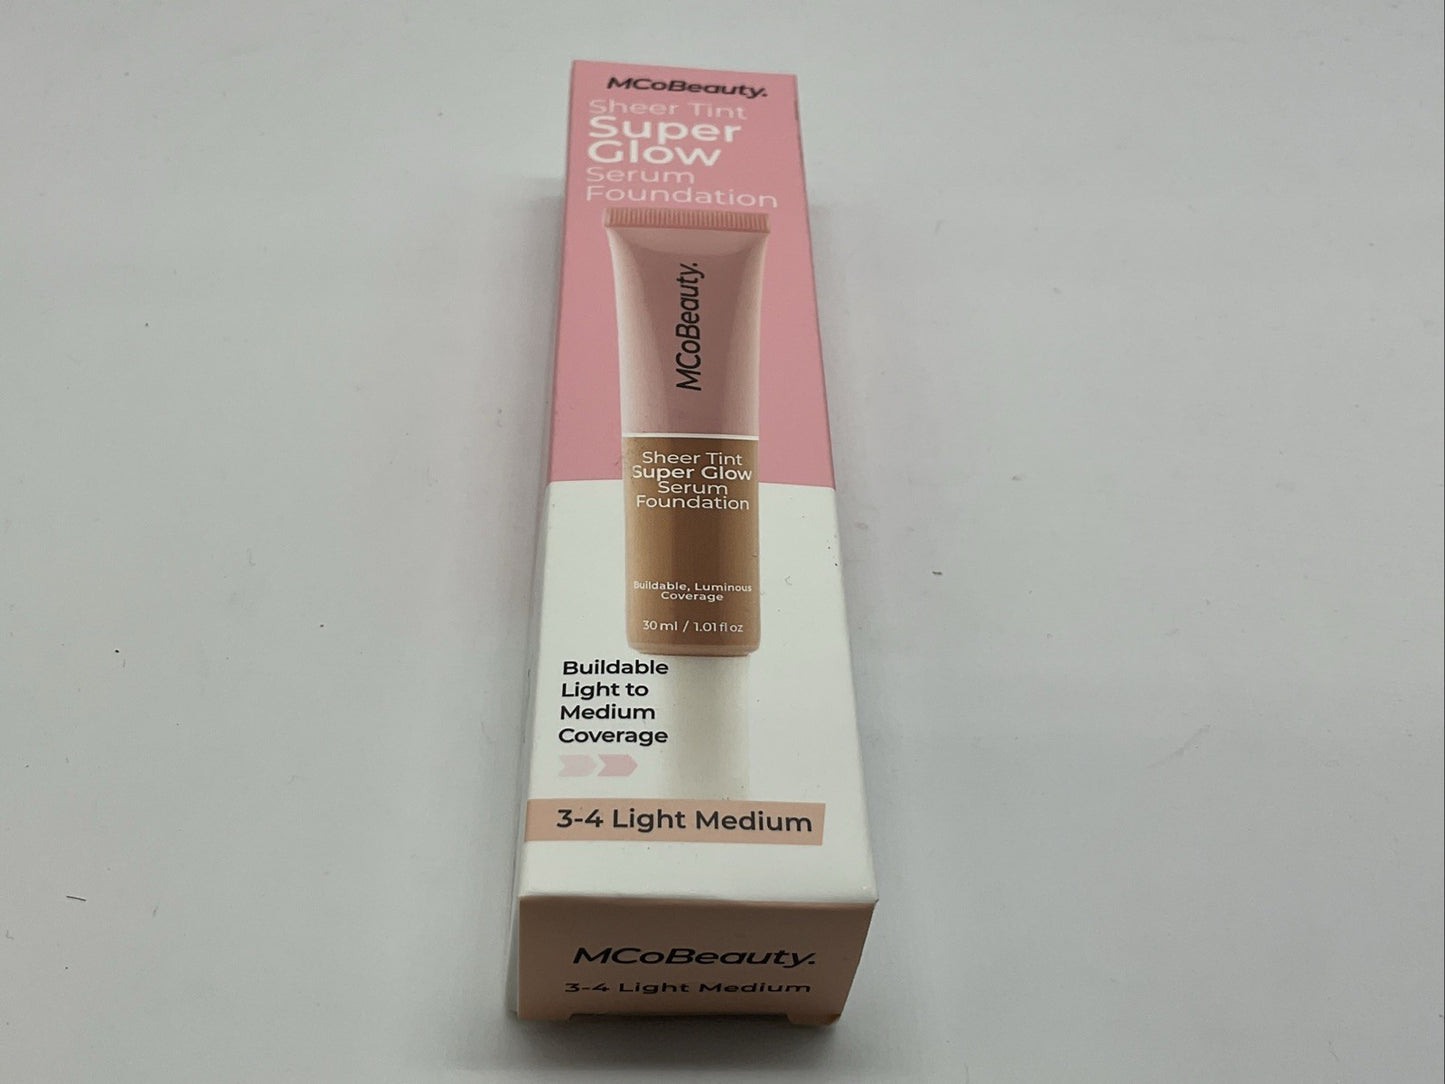 MCoBeauty.
Sheer Tint
Super
Glow
Serum
Foundation
MCoBeauty.
Sheer Tint
Super Glow
Serum
Foundation
Buildable, Luminous
Coverage
30 ml / 1.01 fl oz
Buildable
Light to
Medium
Coverage
3-4 Light Medium
MCoBeauty.
3-4 Light Medium